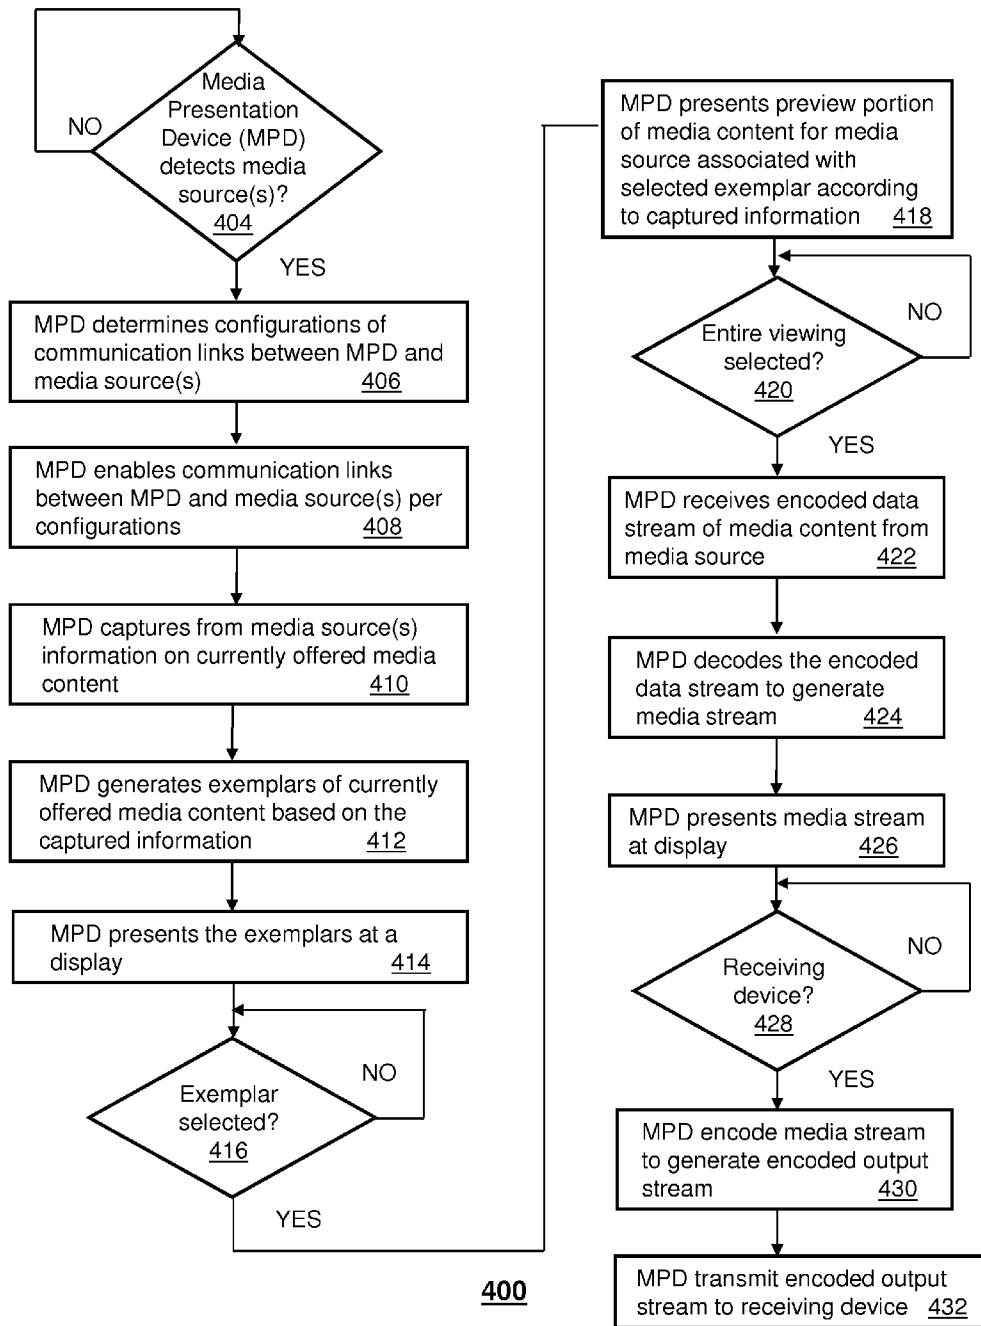 Media
Presentation
Device (MPD)
detects media
source(s)?
404
NO
YES
MPD determines configurations of
communication links between MPD and
media source(s) 406
MPD enables communication links
between MPD and media source(s) per
configurations 408
MPD captures from media source(s)
information on currently offered media
content 410
MPD generates exemplars of currently
offered media content based on the
captured information 412
MPD presents the exemplars at a
display 414
NO
Exemplar
selected?
416
YES
MPD presents preview portion
of media content for media
source associated with
selected exemplar according
to captured information 418
NO
Entire viewing
selected?
420
YES
MPD receives encoded data
stream of media content from
media source 422
MPD decodes the encoded
data stream to generate
media stream 424
MPD presents media stream
at display 426
NO
Receiving
device?
428
YES
MPD encode media stream
to generate encoded output
stream 430
MPD transmit encoded output
stream to receiving device 432
400